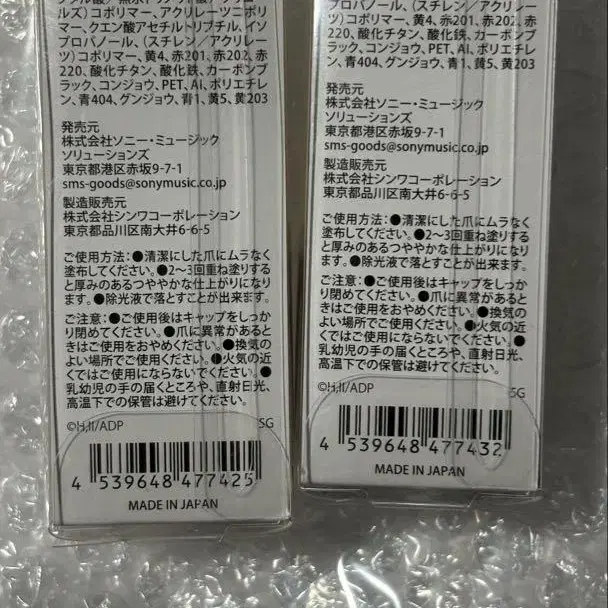 ルズ)コポリマー、アクリレーツコポ
リマー、クエン酸アセチルトリブチル、イソ
プロパノール、(スチレン/アクリレー
ツ)コポリマー、黄4、赤201、赤202、赤
220、酸化チタン、酸化鉄、カーボンブ
ラック、コンジョウ、PET、Al、ポリエチレ
ン、青404、グンジョウ、青1、黄5、黄203
発売元
株式会社ソニー・ミュージック
ソリューションズ
東京都港区赤坂9-7-1
sms-goods@sonymusic.co.jp
製造販売元
株式会社シンワコーポレーション
東京都品川区南大井6-6-5
ご使用方法:●清潔にした爪にムラなく
塗布してください。●2〜3回重ね塗りする
と厚みのあるつややかな仕上がりになり
ます。●除光液で落とすことが出来ます。
ご注意:●ご使用後はキャップをしっか
り閉めてください。●爪に異常があると
きはご使用をおやめください。●換気の
よい場所でご使用ください。●火気の近
くではご使用にならないでください。●
乳幼児の手の届くところや、直射日光、
高温下での保管は避けてください。
©H,II/ADP
SG
4 539648 477425
MADE IN JAPAN
プロパノール、(スチレン/アクリレー
ツ)コポリマー、黄4、赤201、赤202、
赤220、酸化チタン、酸化鉄、カーボンブ
ラック、コンジョウ、PET、Al、ポリエチレ
ン、青404、グンジョウ、青1、黄5、黄203
発売元
株式会社ソニー・ミュージック
ソリューションズ
東京都港区赤坂9-7-1
sms-goods@sonymusic.co.jp
製造販売元
株式会社シンワコーポレーション
東京都品川区南大井6-6-5
ご使用方法:●清潔にした爪にムラなく
塗布してください。●2〜3回重ね塗りする
と厚みのあるつややかな仕上がりになり
ます。●除光液で落とすことが出来ます。
ご注意:●ご使用後はキャップをしっか
り閉めてください。●爪に異常があると
きはご使用をおやめください。●換気の
よい場所でご使用ください。●火気の近
くではご使用にならないでください。●
乳幼児の手の届くところや、直射日光、
高温下での保管は避けてください。
©H,II/ADP
SG
4 539648 477432
MADE IN JAPAN